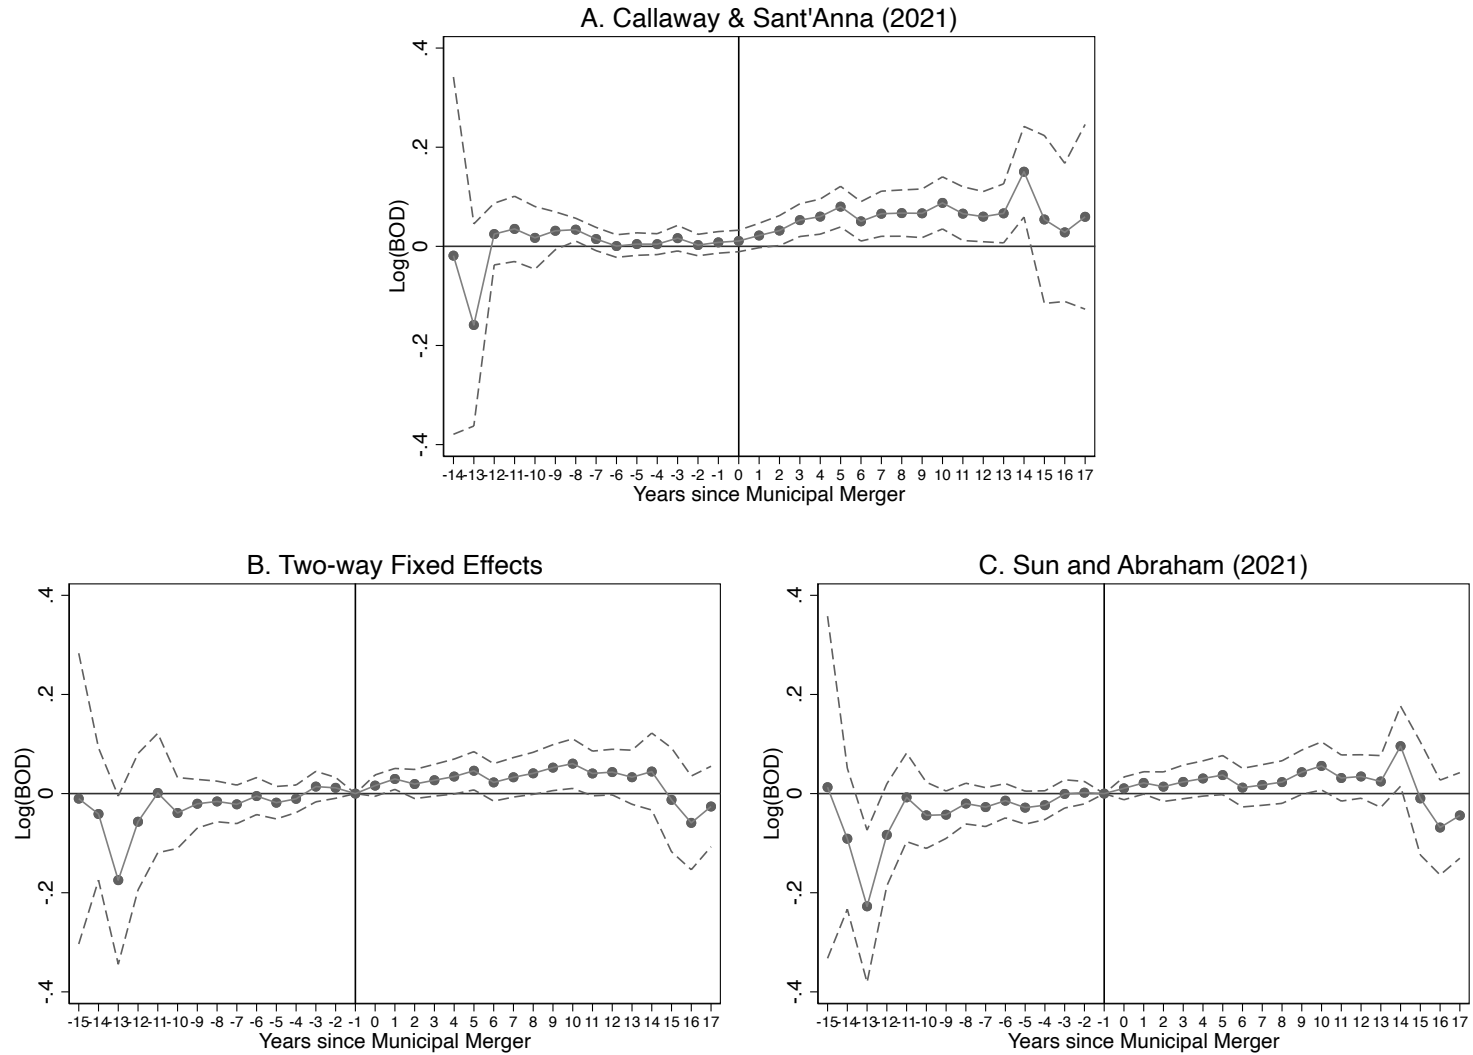 A. Callaway & Sant'Anna (2021)
Log(BOD)
.4
.2
0
-.2
-.4
-14 -13 -12 -11 -10 -9 -8 -7 -6 -5 -4 -3 -2 -1 0 1 2 3 4 5 6 7 8 9 10 11 12 13 14 15 16 17
Years since Municipal Merger
B. Two-way Fixed Effects
Log(BOD)
.4
.2
0
-.2
-.4
-15 -14 -13 -12 -11 -10 -9 -8 -7 -6 -5 -4 -3 -2 -1 0 1 2 3 4 5 6 7 8 9 10 11 12 13 14 15 16 17
Years since Municipal Merger
C. Sun and Abraham (2021)
Log(BOD)
.4
.2
0
-.2
-.4
-15 -14 -13 -12 -11 -10 -9 -8 -7 -6 -5 -4 -3 -2 -1 0 1 2 3 4 5 6 7 8 9 10 11 12 13 14 15 16 17
Years since Municipal Merger